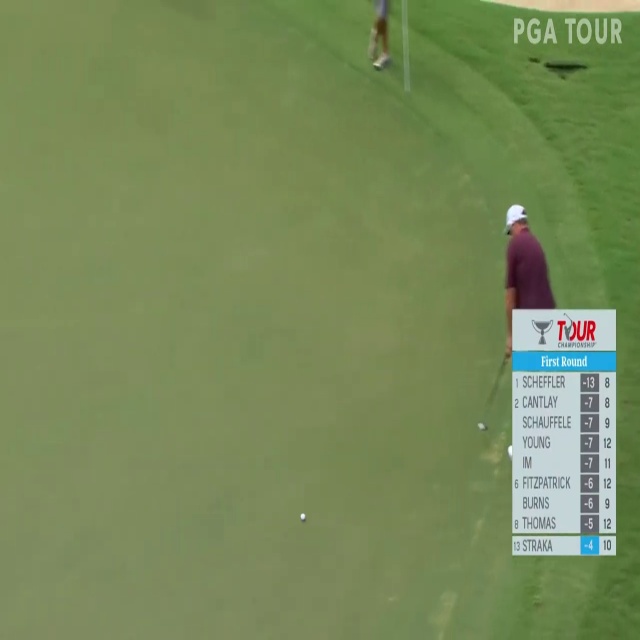 PGA TOUR
TOUR
CHAMPIONSHIP
First Round
1 SCHEFFLER -13 8
2 CANTLAY -7 8
SCHAUFFELE -7 9
YOUNG -7 12
IM -7 11
6 FITZPATRICK -6 12
BURNS -6 9
8 THOMAS -5 12
13 STRAKA -4 10